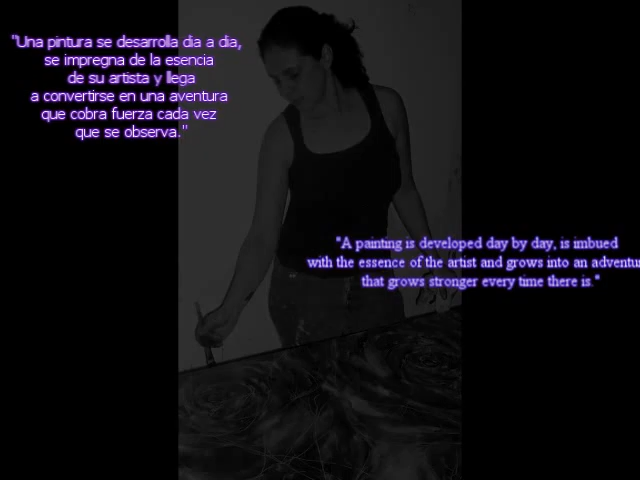 "Una pintura se desarrolla dia a dia,
se impregna de la esencia
de su artista y llega
a convertirse en una aventura
que cobra fuerza cada vez
que se observa."
"A painting is developed day by day, is imbued
with the essence of the artist and grows into an adventu
that grows stronger every time there is."